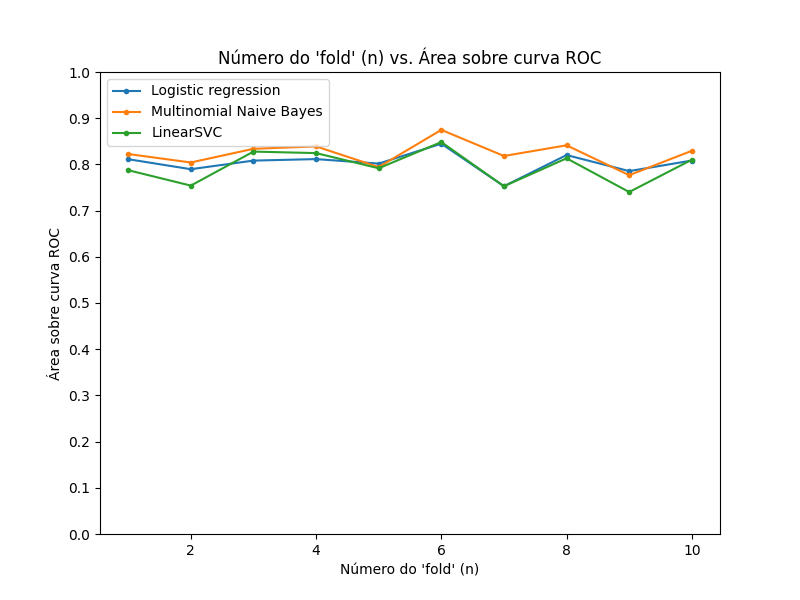 Número do 'fold' (n) vs. Área sobre curva ROC
1.0
0.9
0.8
0.7
0.6
0.5
0.4
0.3
0.2
0.1
0.0
Área sobre curva ROC
Logistic regression
Multinomial Naive Bayes
LinearSVC
2
4
6
8
10
Número do 'fold' (n)